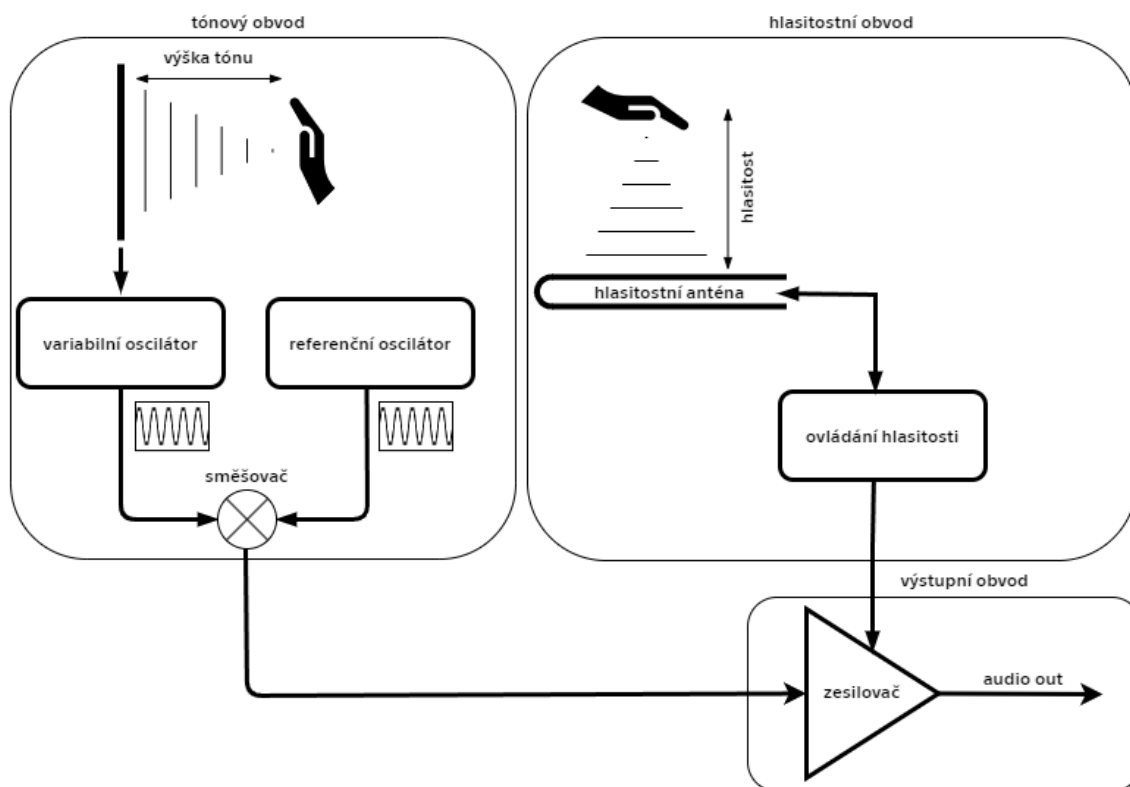 tónový obvod
hlasitostní obvod
výška tónu
hlasitost
hlasitostní anténa
variabilní oscilátor
referenční oscilátor
ovládání hlasitosti
směšovač
výstupní obvod
zesilovač
audio out